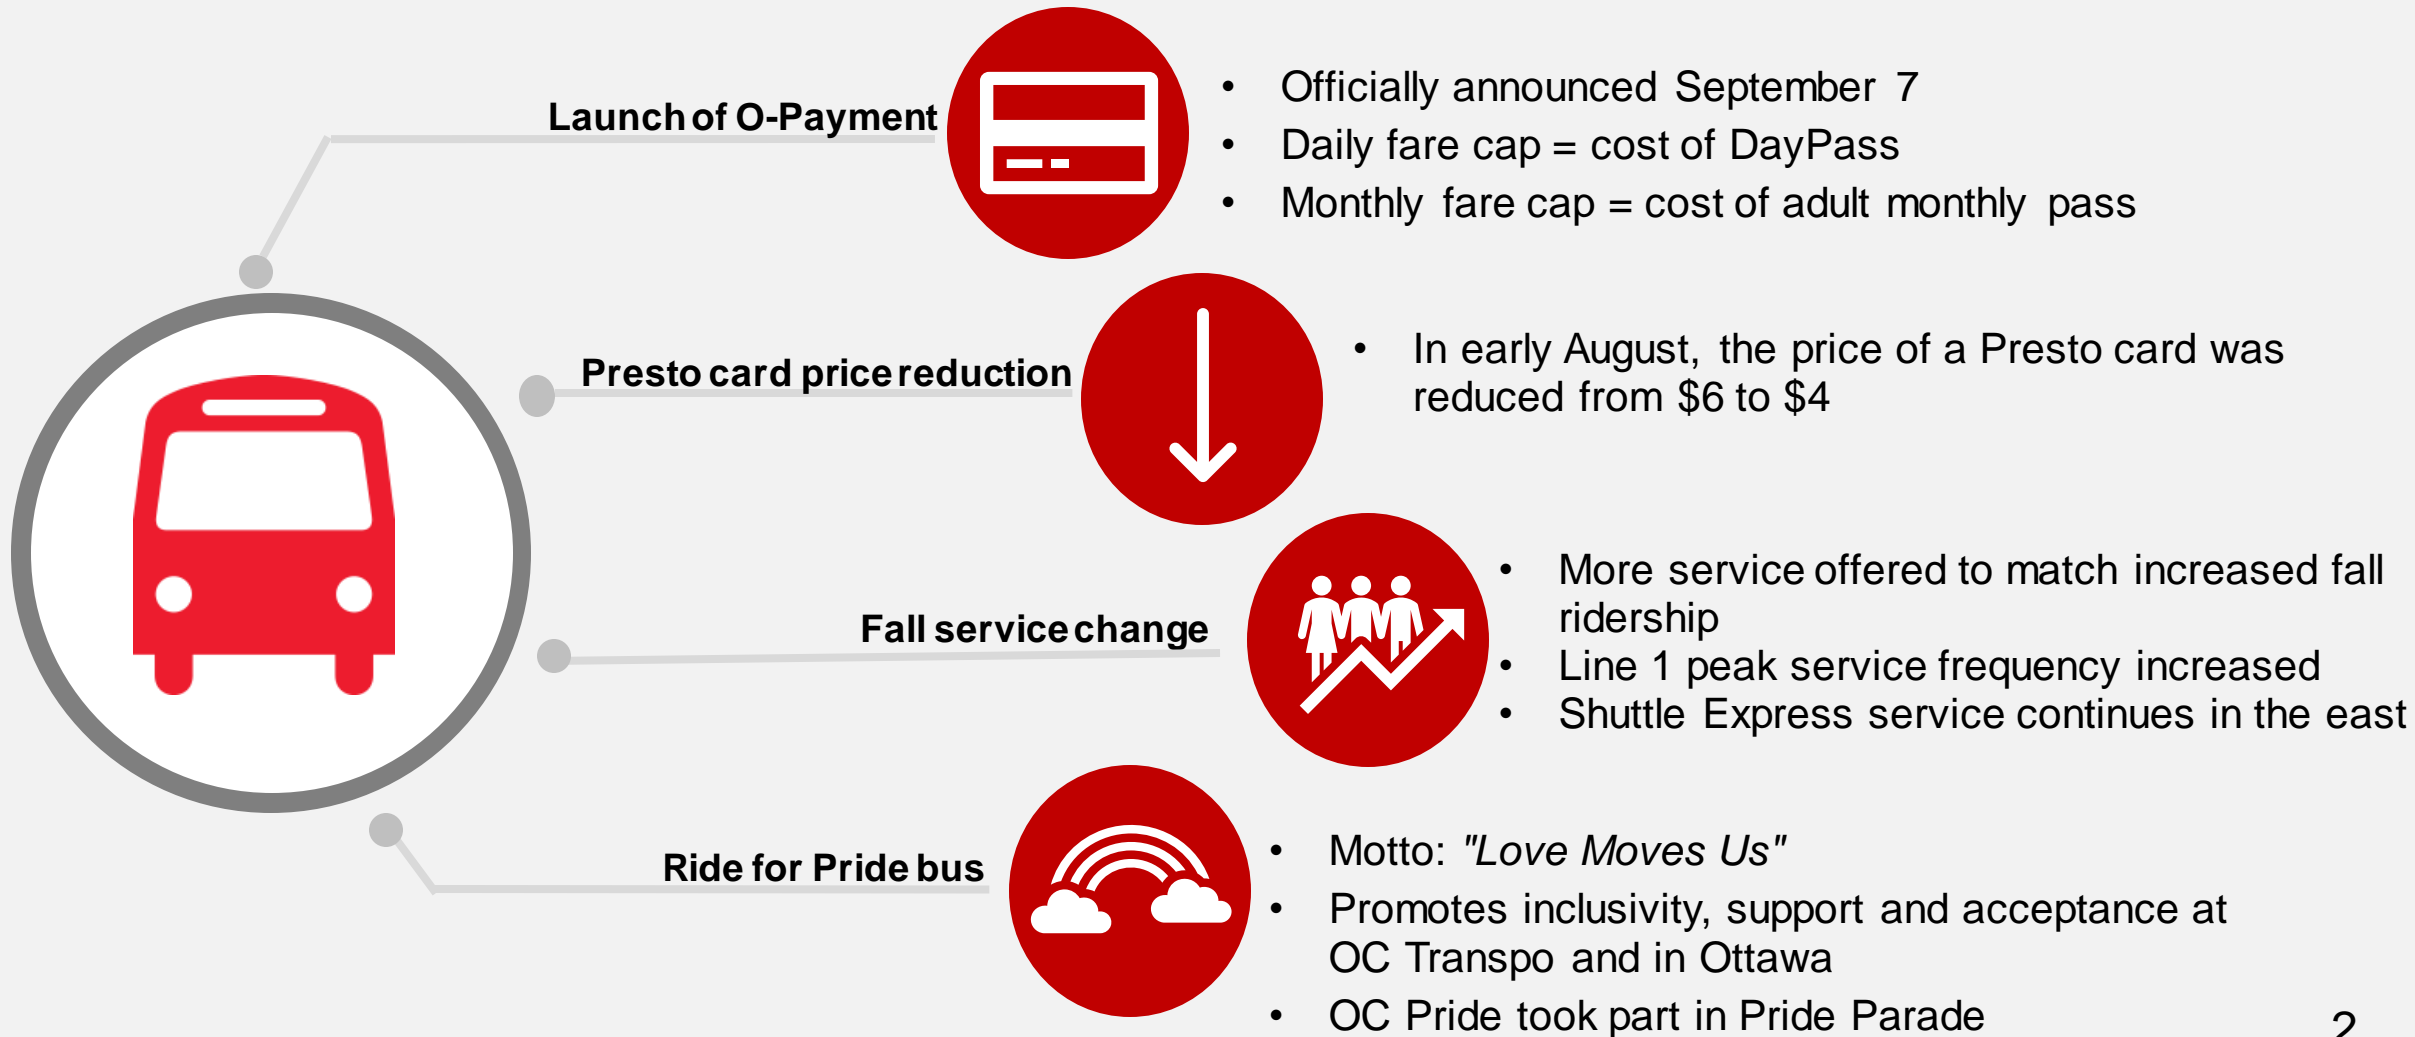 Launch of O-Payment
• Officially announced September 7
• Daily fare cap = cost of DayPass
• Monthly fare cap = cost of adult monthly pass
Presto card price reduction
• In early August, the price of a Presto card was
reduced from $6 to $4
Fall service change
• More service offered to match increased fall
ridership
• Line 1 peak service frequency increased
• Shuttle Express service continues in the east
Ride for Pride bus
• Motto: "Love Moves Us"
• Promotes inclusivity, support and acceptance at
OC Transpo and in Ottawa
• OC Pride took part in Pride Parade
2